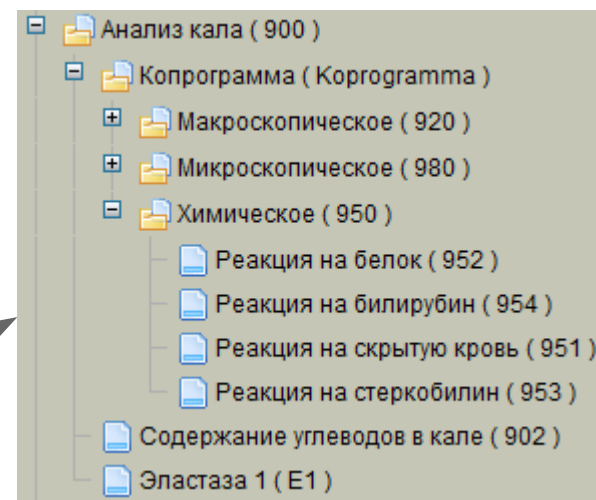 Анализ кала ( 900 )
Копрограмма ( Koprogramma )
Макроскопическое ( 920 )
Микроскопическое ( 980 )
Химическое ( 950 )
Реакция на белок ( 952 )
Реакция на билирубин ( 954 )
Реакция на скрытую кровь ( 951 )
Реакция на стеркобилин ( 953 )
Содержание углеводов в кале ( 902 )
Эластаза 1 ( E1 )